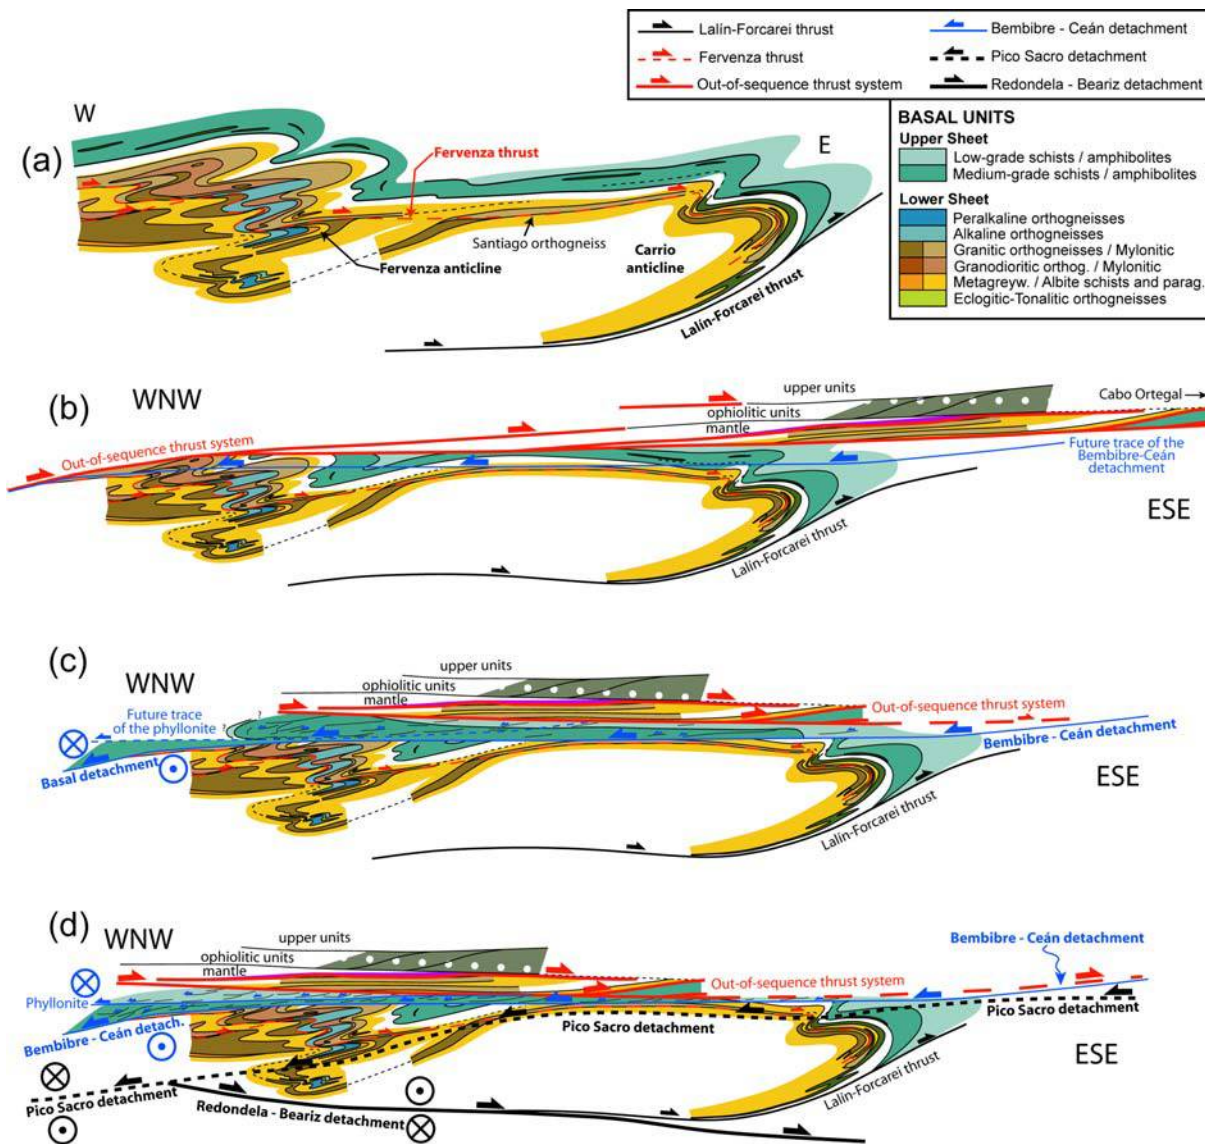 Lalín-Forcarei thrust
Fervenza thrust
Out-of-sequence thrust system
Bembibre - Ceán detachment
Pico Sacro detachment
Redondela - Beariz detachment
BASAL UNITS
Upper Sheet
Low-grade schists / amphibolites
Medium-grade schists / amphibolites
Lower Sheet
Peralkaline orthogneisses
Alkaline orthogneisses
Granitic orthogneisses / Mylonitic
Granodioritic orthog. / Mylonitic
Metagreyw. / Albite schists and parag.
Eclogitic-Tonalitic orthogneisses
(a)
W
E
Fervenza thrust
Santiago orthogneiss
Fervenza anticline
Carrio
anticline
Lalín-Forcarei thrust
(b)
WNW
upper units
ophiolitic units
mantle
Cabo Ortegal
Out-of-sequence thrust system
Future trace of the
Bembibre-Ceán
detachment
ESE
Lalín-Forcarei thrust
(c)
WNW
upper units
ophiolitic units
mantle
Future trace
of the phyllonite
? ?
Out-of-sequence thrust system
Bembibre - Ceán detachment
Basal detachment
ESE
Lalín-Forcarei thrust
(d)
WNW
upper units
ophiolitic units
mantle
Bembibre - Ceán detachment
Out-of-sequence thrust system
Phyllonite
Bembibre - Ceán detach.
Pico Sacro detachment
Pico Sacro detachment
ESE
Pico Sacro detachment
Redondela - Beariz detachment
Lalín-Forcarei thrust